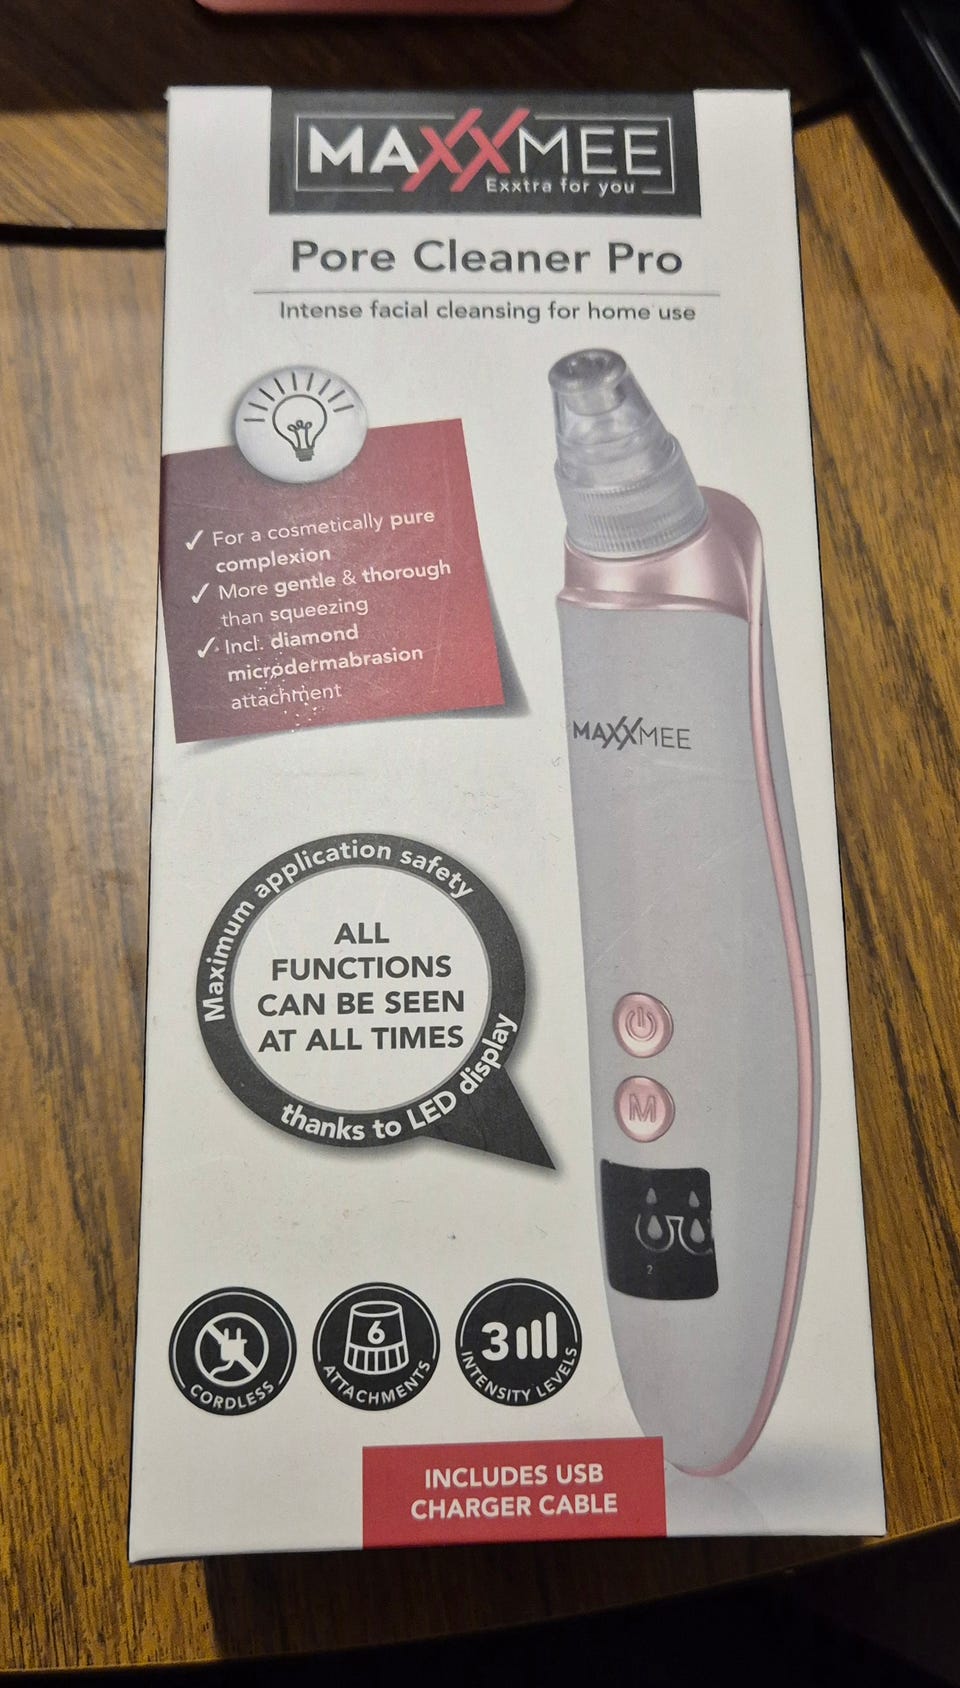 MAXXMEE
Exxtra for you
Pore Cleaner Pro
Intense facial cleansing for home use
✓ For a cosmetically pure
complexion
✓ More gentle & thorough
than squeezing
✓ Incl. diamond
microdermabrasion
attachment
MAXXMEE
Maximum application safety
ALL
FUNCTIONS
CAN BE SEEN
AT ALL TIMES
thanks to LED display
M
2
CORDLESS
6
ATTACHMENTS
3
INTENSITY LEVELS
INCLUDES USB
CHARGER CABLE